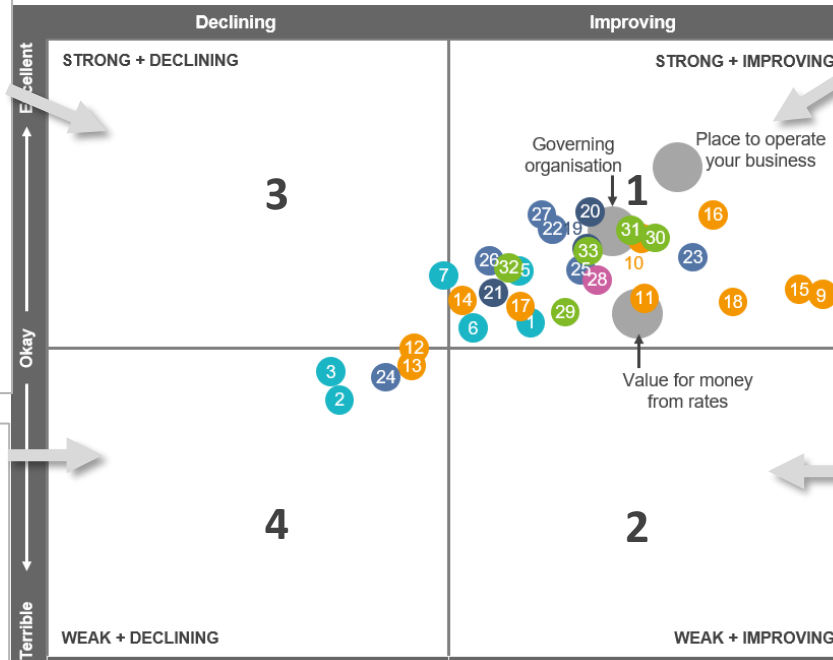 Declining
Improving
Excellent
Okay
Terrible
STRONG + DECLINING
STRONG + IMPROVING
Governing
organisation
Place to operate
your business
3
1
27
20
22
19
16
31
30
33
10
23
26
32
5
25
28
7
21
14
17
11
18
15
9
29
6
1
12
13
3
24
2
Value for money
from rates
4
2
WEAK + DECLINING
WEAK + IMPROVING